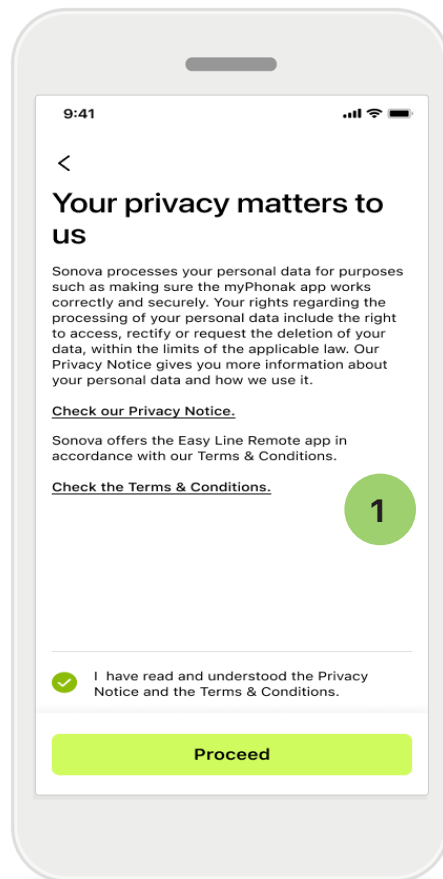 9:41
Your privacy matters to
us
Sonova processes your personal data for purposes
such as making sure the myPhonak app works
correctly and securely. Your rights regarding the
processing of your personal data include the right
to access, rectify or request the deletion of your
data, within the limits of the applicable law. Our
Privacy Notice gives you more information about
your personal data and how we use it.
Check our Privacy Notice.
Sonova offers the Easy Line Remote app in
accordance with our Terms & Conditions.
Check the Terms & Conditions.
1
I have read and understood the Privacy
Notice and the Terms & Conditions.
Proceed